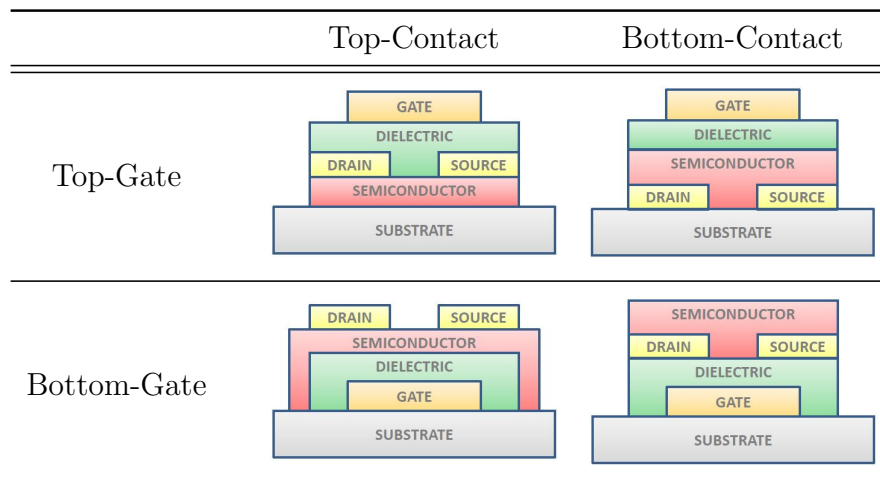 Top-Contact Bottom-Contact
Top-Gate
GATE
DIELECTRIC
DRAIN SOURCE
SEMICONDUCTOR
SUBSTRATE
GATE
DIELECTRIC
SEMICONDUCTOR
DRAIN SOURCE
SUBSTRATE
Bottom-Gate
DRAIN SOURCE
SEMICONDUCTOR
DIELECTRIC
GATE
SUBSTRATE
SEMICONDUCTOR
DRAIN SOURCE
DIELECTRIC
GATE
SUBSTRATE